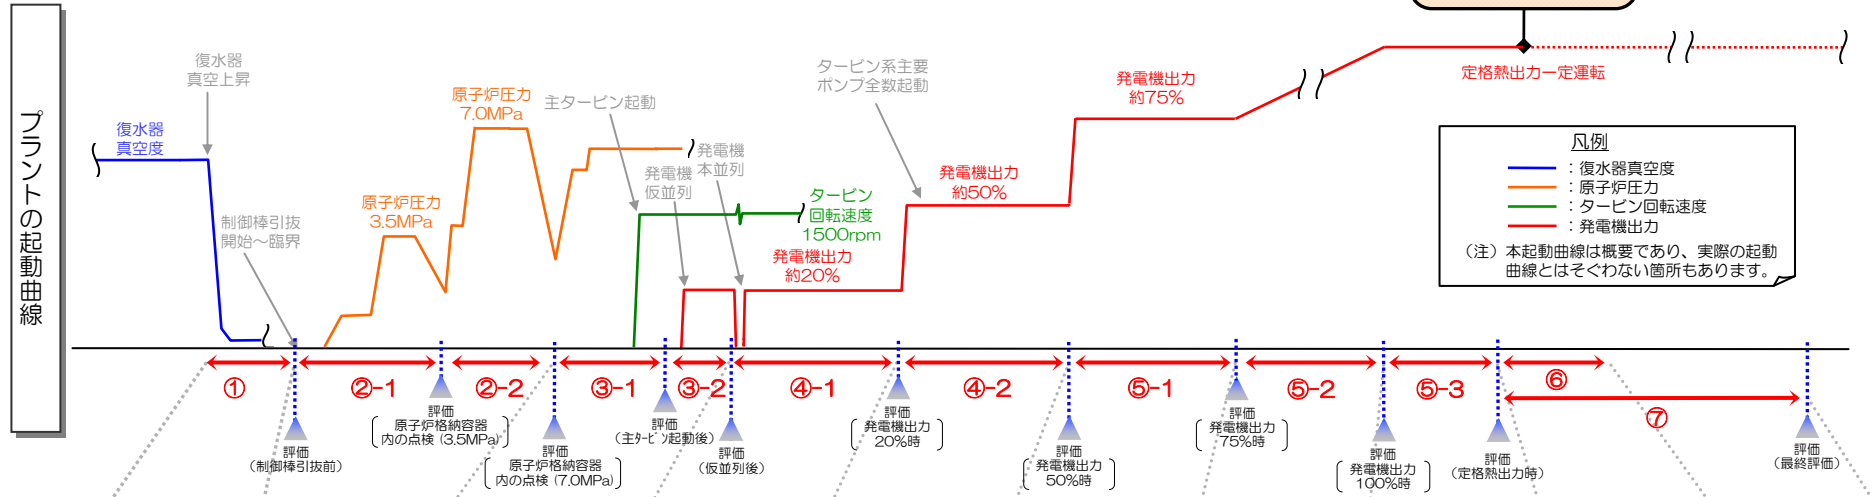 プラントの起動曲線
復水器
真空上昇
復水器
真空度
制御棒引抜
開始～臨界
原子炉圧力
3.5MPa
原子炉圧力
7.0MPa
主タービン起動
発電機
仮並列
発電機
本並列
タービン
回転速度
1500rpm
発電機出力
約20%
タービン系主要
ポンプ全数起動
発電機出力
約50%
発電機出力
約75%
定格熱出力一定運転
凡例
：復水器真空度
：原子炉圧力
：タービン回転速度
：発電機出力
（注）本起動曲線は概要であり、実際の起動
曲線とはそぐわない箇所もあります。
①
②-1
②-2
③-1
③-2
④-1
④-2
⑤-1
⑤-2
⑤-3
⑥
⑦
評価
（制御棒引抜前）
評価
原子炉格納容器
内の点検（3.5MPa）
評価
原子炉格納容器
内の点検（7.0MPa）
評価
（主タービン起動後）
評価
（仮並列後）
評価
発電機出力
20%時
評価
発電機出力
50%時
評価
発電機出力
75%時
評価
発電機出力
100%時
評価
（定格熱出力時）
評価
（最終評価）